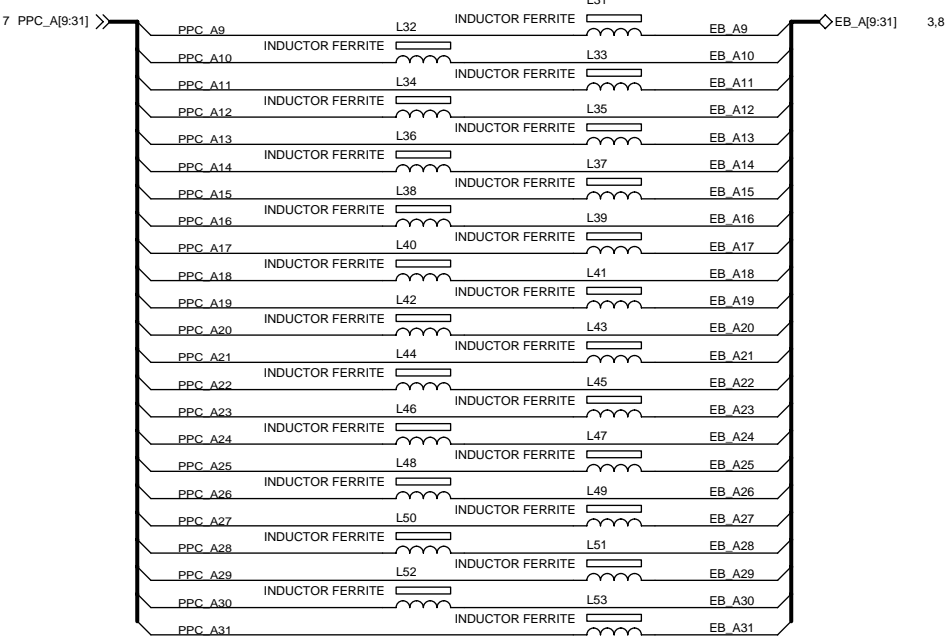 L31
7 PPC_A[9:31] INDUCTOR FERRITE EB_A[9:31] 3,8
PPC_A9 L32 EB_A9
INDUCTOR FERRITE
PPC_A10 L33 EB_A10
INDUCTOR FERRITE
PPC_A11 L34 EB_A11
INDUCTOR FERRITE
PPC_A12 L35 EB_A12
INDUCTOR FERRITE
PPC_A13 L36 EB_A13
INDUCTOR FERRITE
PPC_A14 L37 EB_A14
INDUCTOR FERRITE
PPC_A15 L38 EB_A15
INDUCTOR FERRITE
PPC_A16 L39 EB_A16
INDUCTOR FERRITE
PPC_A17 L40 EB_A17
INDUCTOR FERRITE
PPC_A18 L41 EB_A18
INDUCTOR FERRITE
PPC_A19 L42 EB_A19
INDUCTOR FERRITE
PPC_A20 L43 EB_A20
INDUCTOR FERRITE
PPC_A21 L44 EB_A21
INDUCTOR FERRITE
PPC_A22 L45 EB_A22
INDUCTOR FERRITE
PPC_A23 L46 EB_A23
INDUCTOR FERRITE
PPC_A24 L47 EB_A24
INDUCTOR FERRITE
PPC_A25 L48 EB_A25
INDUCTOR FERRITE
PPC_A26 L49 EB_A26
INDUCTOR FERRITE
PPC_A27 L50 EB_A27
INDUCTOR FERRITE
PPC_A28 L51 EB_A28
INDUCTOR FERRITE
PPC_A29 L52 EB_A29
INDUCTOR FERRITE
PPC_A30 L53 EB_A30
INDUCTOR FERRITE
PPC_A31 EB_A31